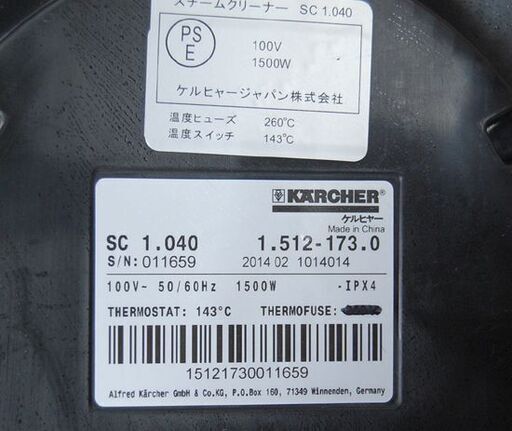 スチームクリーナー SC 1.040
PS
E
100V
1500W
ケルヒャージャパン株式会社
温度ヒューズ 260℃
温度スイッチ 143℃
KÄRCHER
ケルヒャー
Made in China
SC 1.040 1.512-173.0
S/N: 011659 2014 02 1014014
100V~ 50/60Hz 1500W -IPX4
THERMOSTAT: 143°C THERMOFUSE:
15121730011659
Alfred Kärcher GmbH & Co.KG, P.O.Box 160, 71349 Winnenden, Germany